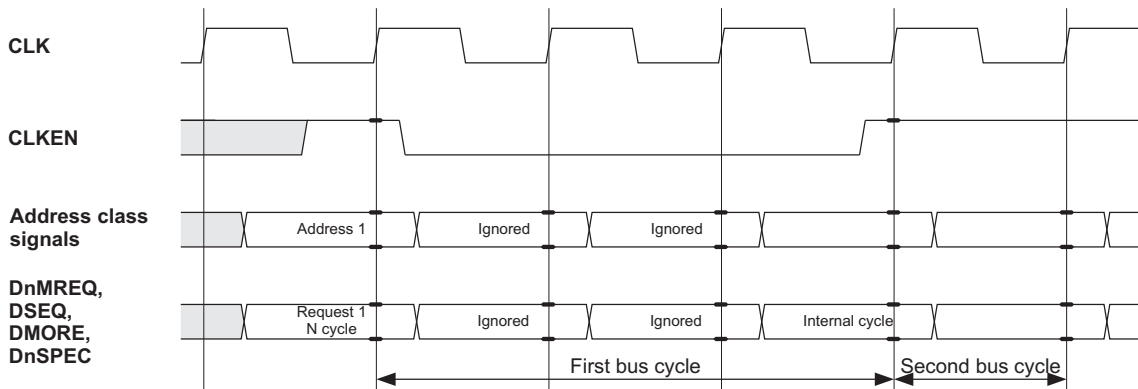 CLK
CLKEN
Address class
signals
Address 1
Ignored
Ignored
DnMREQ,
DSEQ,
DMORE,
DnSPEC
Request 1
N cycle
Ignored
Ignored
Internal cycle
First bus cycle
Second bus cycle